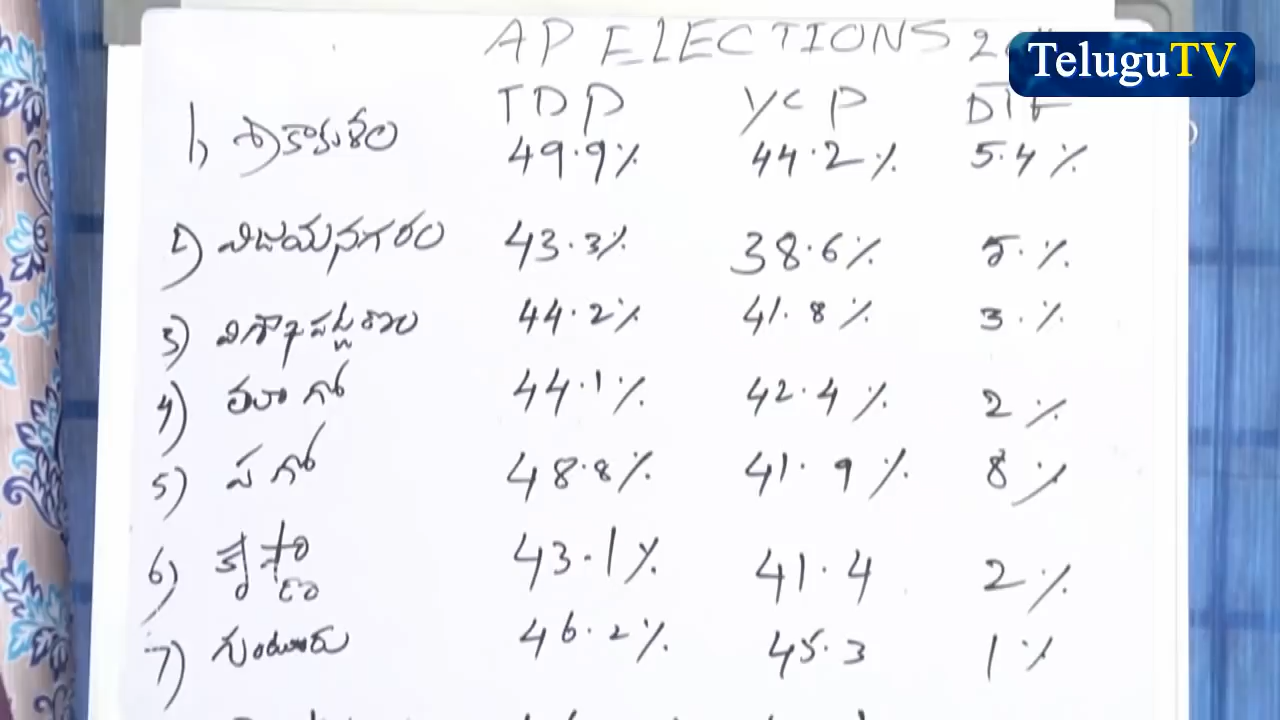 AP ELECTIONS
TeluguTV
TDP YCP DIF
1) శ్రీకాకుళం 49.9% 44.2% 5.4%
2) విజయనగరం 43.3% 38.6% 5.%
3) విశాఖపట్టణం 44.2% 41.8% 3.%
4) తూ గో 44.1% 42.4% 2%
5) ప గో 48.8% 41.9% 8%
6) కృష్ణా 43.1% 41.4 2%
7) గుంటూరు 46.2% 45.3 1%